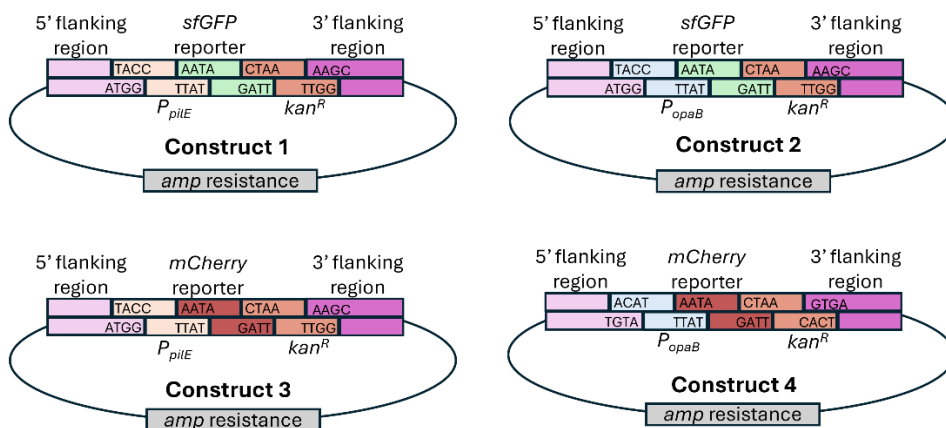 5' flanking region
sfGFP reporter
3' flanking region
TACC AATA CTAA AAGC
ATGG TTAT GATT TTGG
PpilE kanR
Construct 1
amp resistance
5' flanking region
sfGFP reporter
3' flanking region
TACC AATA CTAA AAGC
ATGG TTAT GATT TTGG
PopaB kanR
Construct 2
amp resistance
5' flanking region
mCherry reporter
3' flanking region
TACC AATA CTAA AAGC
ATGG TTAT GATT TTGG
PpilE kanR
Construct 3
amp resistance
5' flanking region
mCherry reporter
3' flanking region
ACAT AATA CTAA GTGA
TGTA TTAT GATT CACT
PopaB kanR
Construct 4
amp resistance